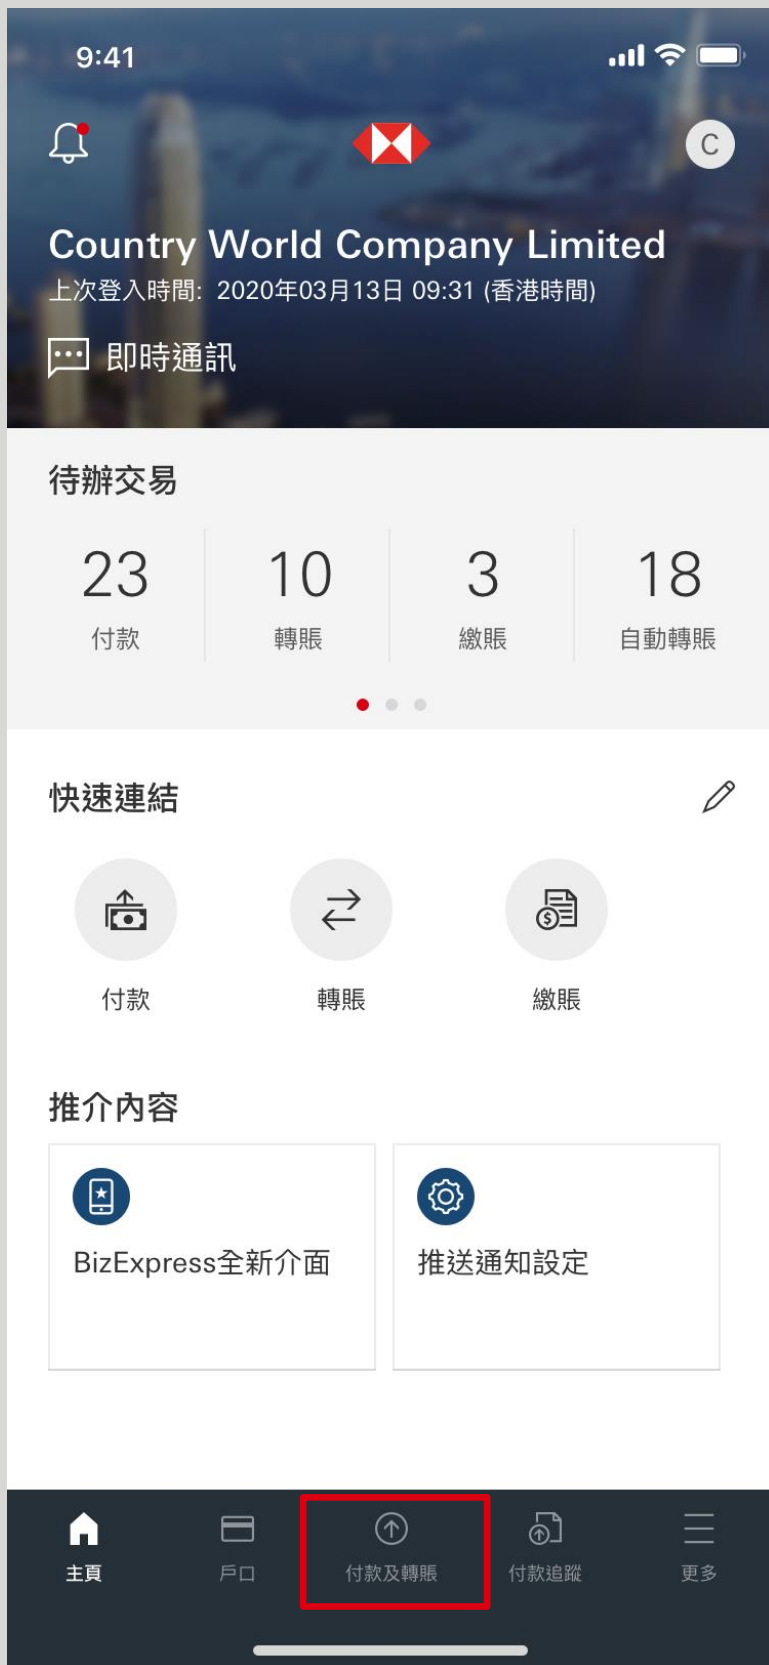 9:41
C
Country World Company Limited
上次登入時間: 2020年03月13日 09:31 (香港時間)
即時通訊
待辦交易
23 10 3 18
付款 轉賬 繳賬 自動轉賬
快速連結
付款 轉賬 繳賬
推介內容
BizExpress全新介面 推送通知設定
主頁 戶口 付款及轉賬 付款追蹤 更多